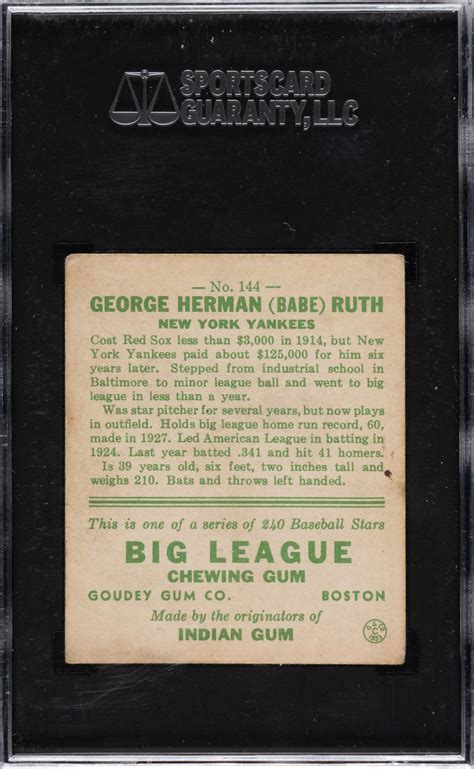 SPORTSCARD
GUARANTY, LLC
— No. 144 —
GEORGE HERMAN (BABE) RUTH
NEW YORK YANKEES
Cost Red Sox less than $3,000 in 1914, but New
York Yankees paid about $125,000 for him six
years later. Stepped from industrial school in
Baltimore to minor league ball and went to big
league in less than a year.
Was star pitcher for several years, but now plays
in outfield. Holds big league home run record, 60,
made in 1927. Led American League in batting in
1924. Last year batted .341 and hit 41 homers.
Is 39 years old, six feet, two inches tall and
weighs 210. Bats and throws left handed.
This is one of a series of 240 Baseball Stars
BIG LEAGUE
CHEWING GUM
GOUDEY GUM CO. BOSTON
Made by the originators of
INDIAN GUM
C
1933